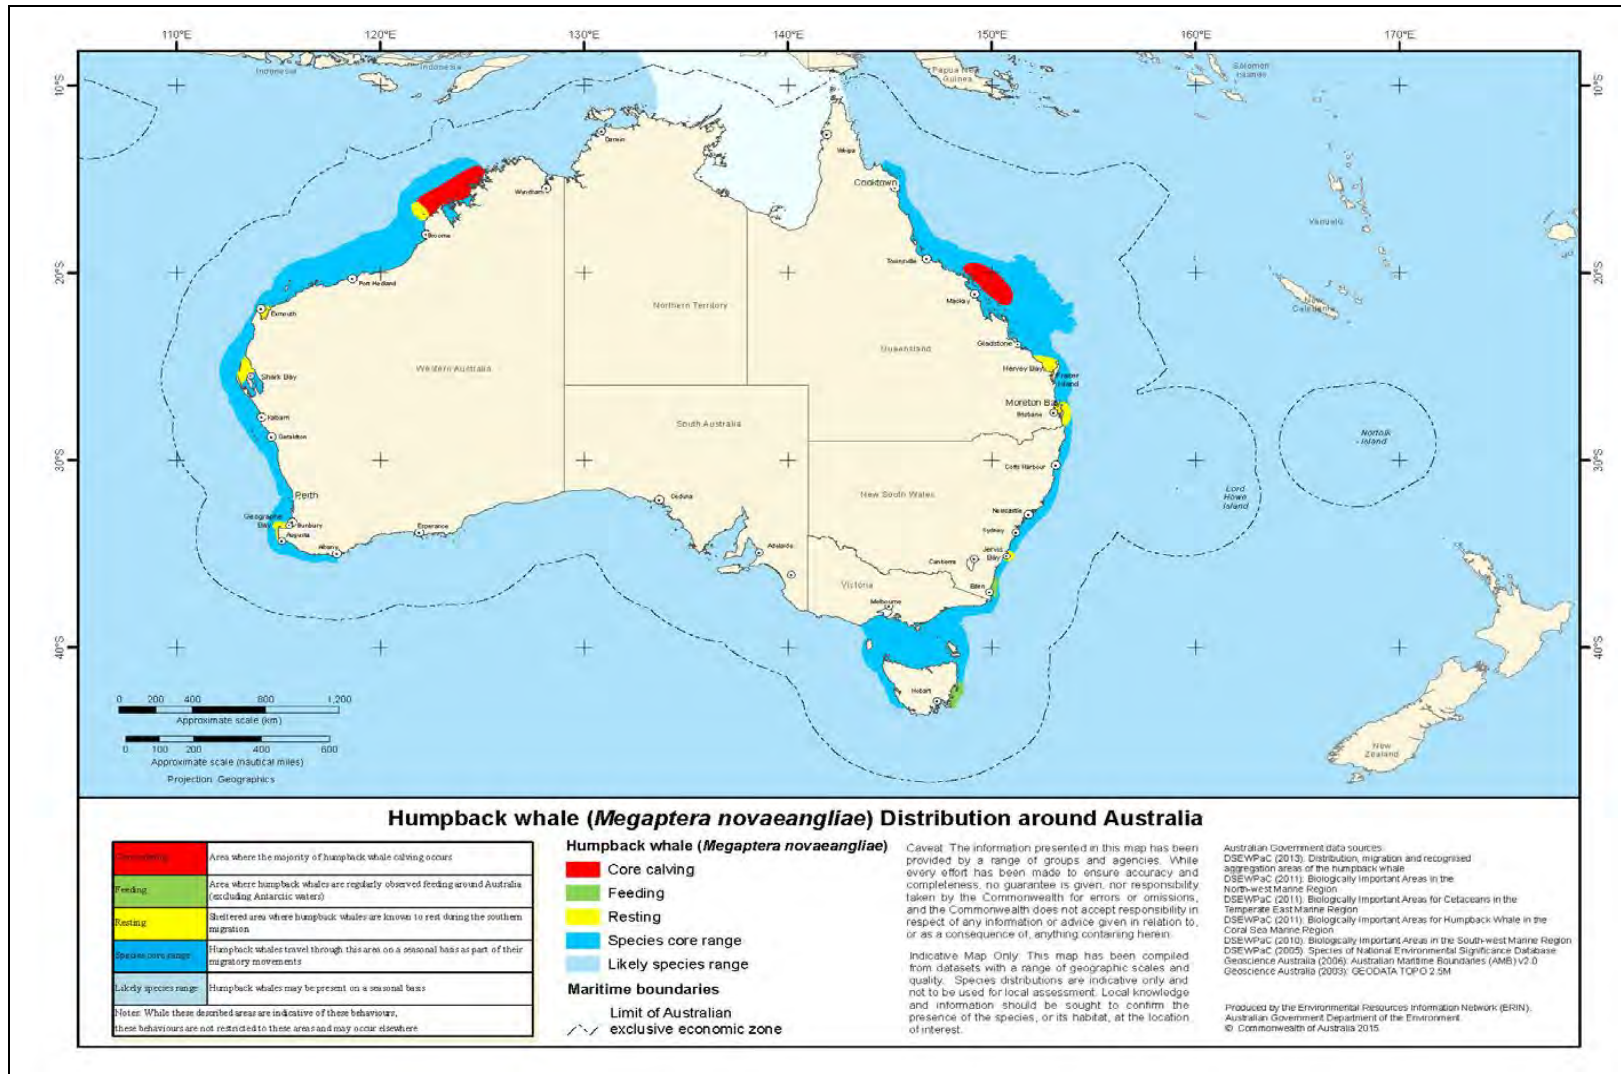 110°E
120°E
130°E
140°E
150°E
160°E
170°E
10°S
10°S
20°S
20°S
30°S
30°S
40°S
40°S
Indonesia
Indonesia
Papua New
Guinea
Solomon
Islands
Darwin
Weipa
Wyndham
Cooktown
Broome
Vanuatu
Townsville
Port Hedland
Mackay
Exmouth
Northern Territory
New
Caledonia
Gladstone
Queensland
Western Australia
Shark Bay
Hervey Bay
Fraser
Island
Moreton Bay
Brisbane
Kalbarri
South Australia
Geraldton
Norfolk
Island
Coffs Harbour
Perth
New South Wales
Lord
Howe
Island
Ceduna
Newcastle
Geographe
Bay
Bunbury
Esperance
Sydney
Augusta
Albany
Adelaide
Jervis
Bay
Canberra
Victoria
Eden
Melbourne
Hobart
New
Zealand
0 200 400 800 1,200
Approximate scale (km)
0 100 200 400 600
Approximate scale (nautical miles)
Projection: Geographics
Humpback whale (Megaptera novaeangliae) Distribution around Australia
Core calving
Area where the majority of humpback whale calving occurs
Feeding
Area where humpback whales are regularly observed feeding around Australia
(excluding Antarctic waters)
Resting
Sheltered area where humpback whales are known to rest during the southern
migration
Species core range
Humpback whales travel through this area on a seasonal basis as part of their
migratory movements
Likely species range
Humpback whales may be present on a seasonal basis
Notes: While these described areas are indicative of these behaviours,
these behaviours are not restricted to these areas and may occur elsewhere
Humpback whale (Megaptera novaeangliae)
Core calving
Feeding
Resting
Species core range
Likely species range
Maritime boundaries
Limit of Australian
exclusive economic zone
Caveat: The information presented in this map has been
provided by a range of groups and agencies. While
every effort has been made to ensure accuracy and
completeness, no guarantee is given, nor responsibility
taken by the Commonwealth for errors or omissions,
and the Commonwealth does not accept responsibility in
respect of any information or advice given in relation to,
or as a consequence of, anything containing herein.
Indicative Map Only: This map has been compiled
from datasets with a range of geographic scales and
quality. Species distributions are indicative only and
not to be used for local assessment. Local knowledge
and information should be sought to confirm the
presence of the species, or its habitat, at the location
of interest.
Australian Government data sources:
DSEWPaC (2013). Distribution, migration and recognised
aggregation areas of the humpback whale
DSEWPaC (2011). Biologically Important Areas in the
North-west Marine Region
DSEWPaC (2011). Biologically Important Areas for Cetaceans in the
Temperate East Marine Region
DSEWPaC (2011). Biologically Important Areas for Humpback Whale in the
Coral Sea Marine Region
DSEWPaC (2010). Biologically Important Areas in the South-west Marine Region
DSEWPaC (2005). Species of National Environmental Significance Database
Geoscience Australia (2006): Australian Maritime Boundaries (AMB) v2.0
Geoscience Australia (2003): GEODATA TOPO 2.5M
Produced by the Environmental Resources Information Network (ERIN),
Australian Government Department of the Environment.
© Commonwealth of Australia 2015